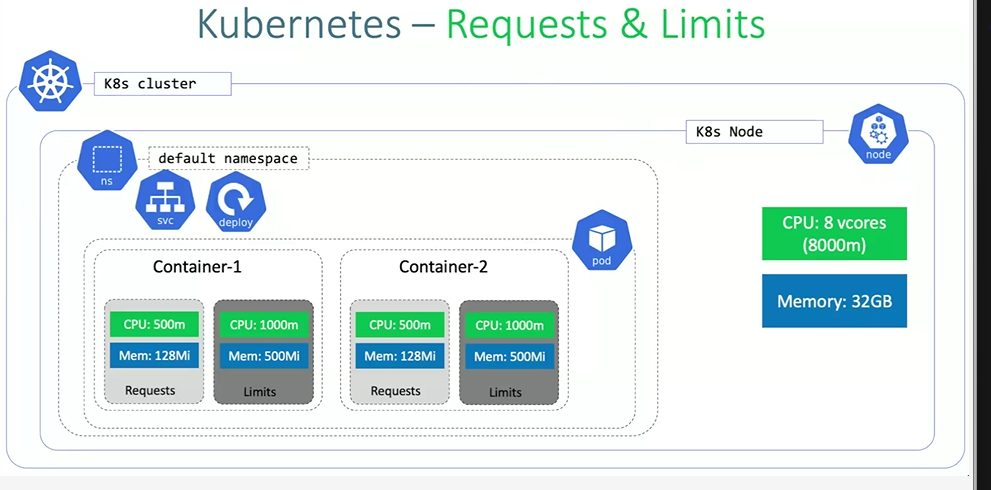 Kubernetes – Requests & Limits
K8s cluster
K8s Node
node
ns
default namespace
svc
deploy
CPU: 8 vcores
(8000m)
Memory: 32GB
pod
Container-1
CPU: 500m
Mem: 128Mi
Requests
CPU: 1000m
Mem: 500Mi
Limits
Container-2
CPU: 500m
Mem: 128Mi
Requests
CPU: 1000m
Mem: 500Mi
Limits